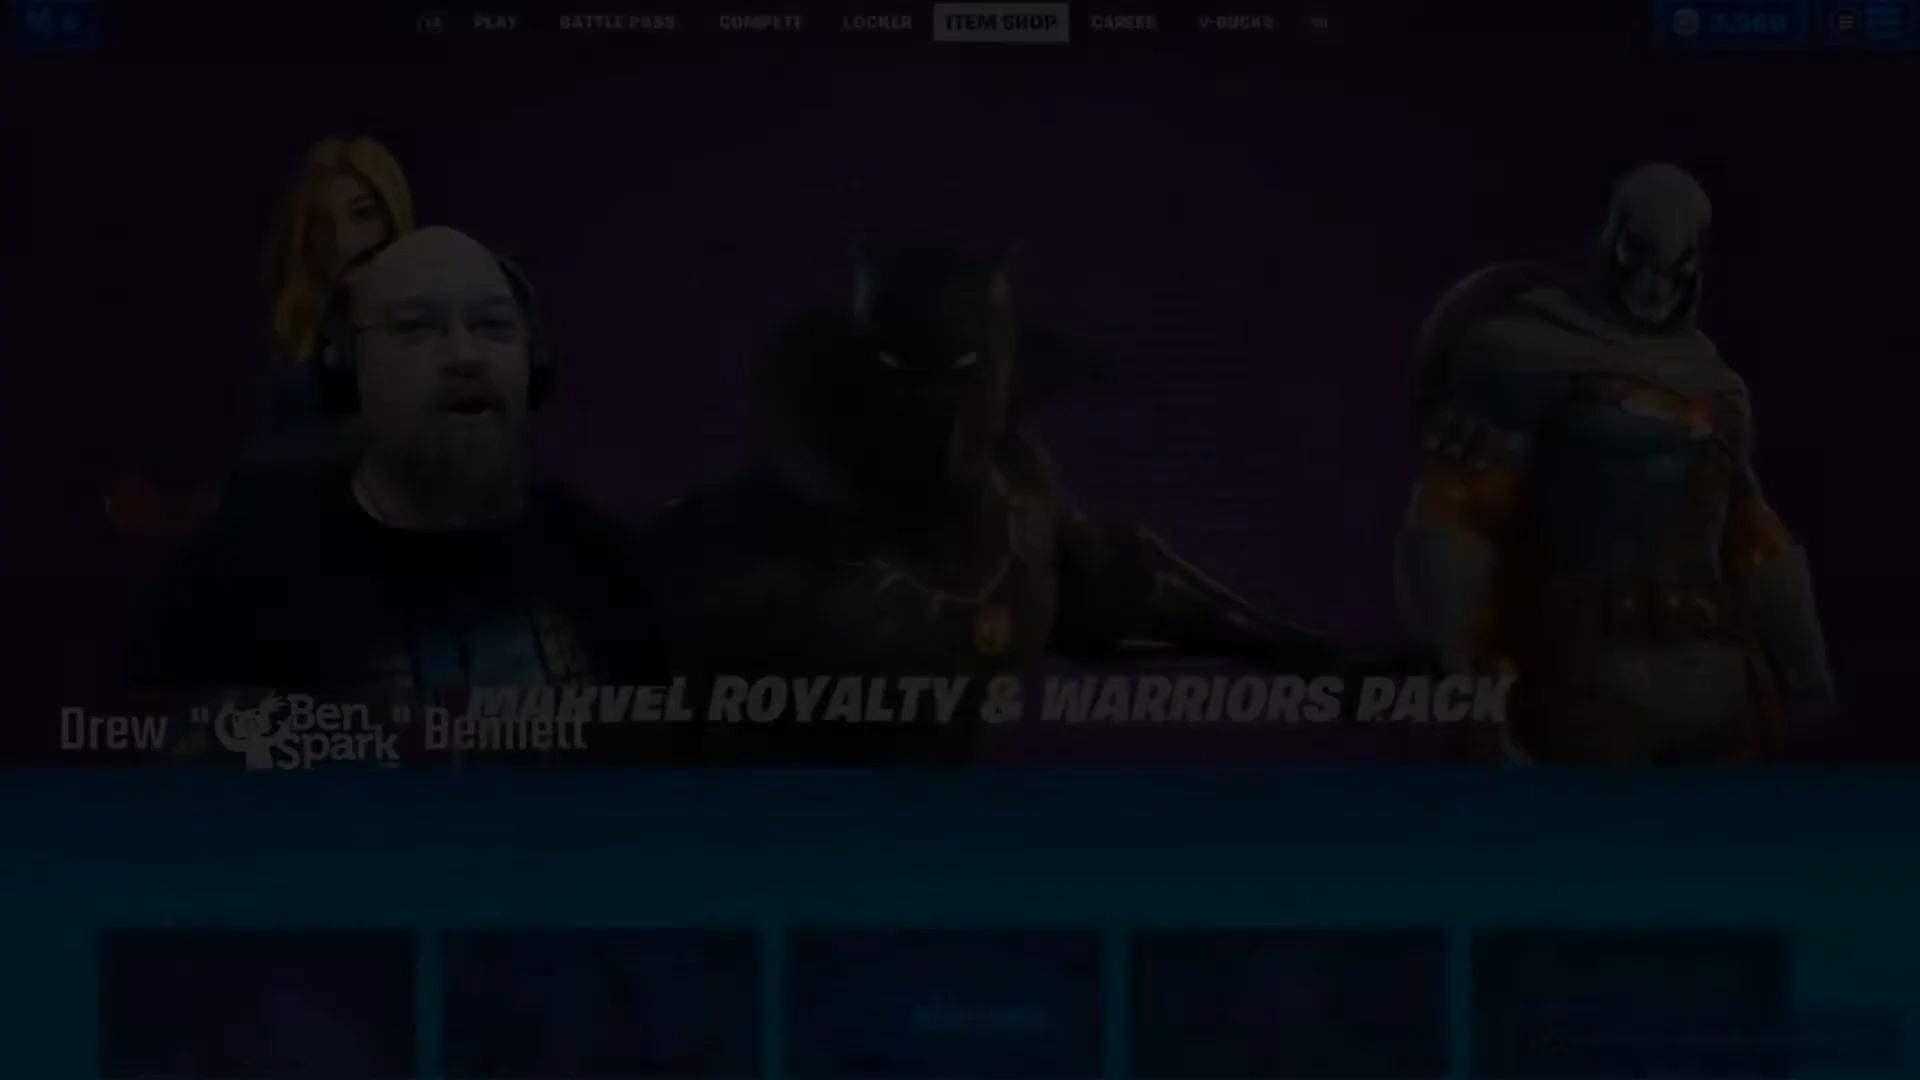 PLAY BATTLE PASS COMPETE LOCKER ITEM SHOP CAREER V-BUCKS
MARVEL ROYALTY & WARRIORS PACK
Drew "Ben Spark" Bennett